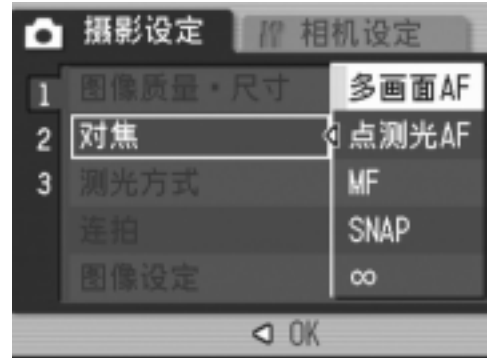 摄影设定 相机设定
1 图像质量・尺寸 多画面AF
2 对焦 点测光AF
3 测光方式 MF
连拍 SNAP
图像设定 ∞
OK